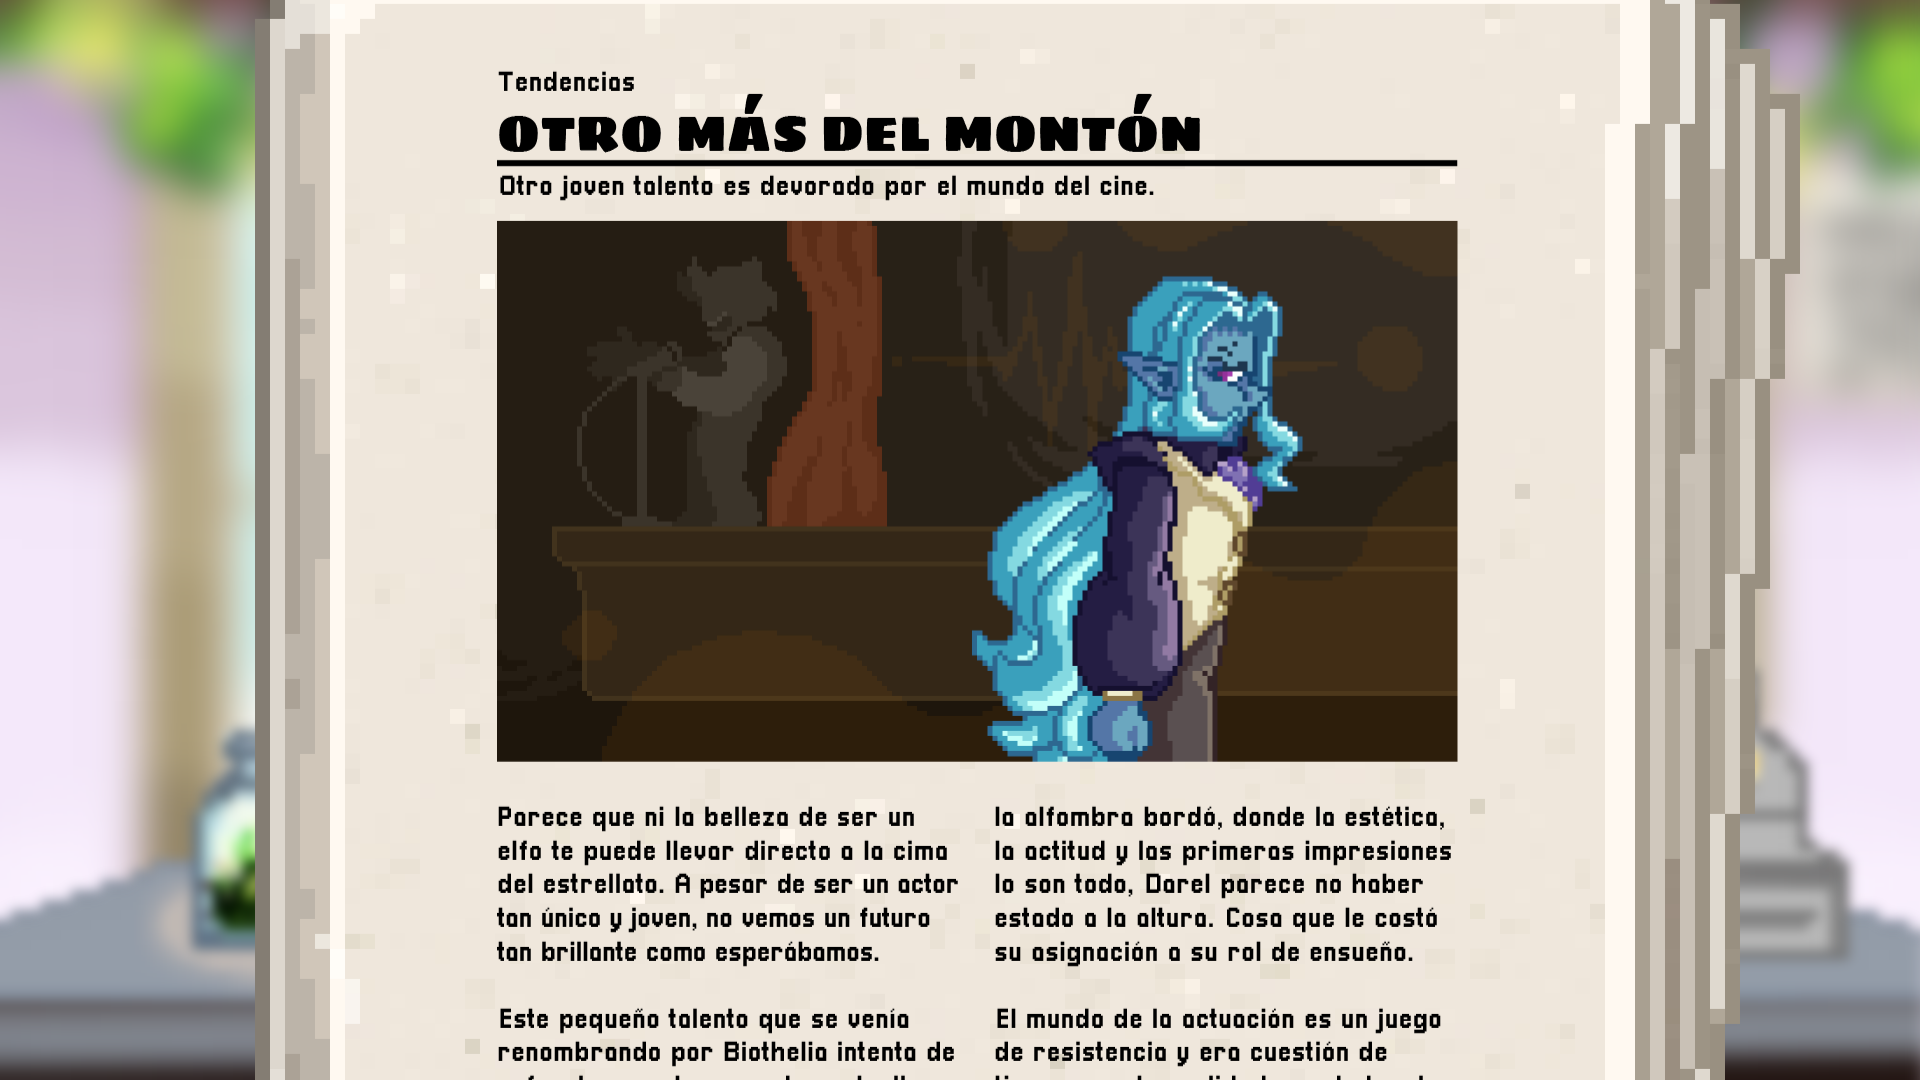 Tendencias
OTRO MÁS DEL MONTÓN
Otro joven talento es devorado por el mundo del cine.
Parece que ni la belleza de ser un
elfo te puede llevar directo a la cima
del estrellato. A pesar de ser un actor
tan único y joven, no vemos un futuro
tan brillante como esperábamos.
Este pequeño talento que se venía
renombrando por Biothelia intenta de
la alfombra bordó, donde la estética,
la actitud y las primeras impresiones
lo son todo, Darel parece no haber
estado a la altura. Cosa que le costó
su asignación a su rol de ensueño.
El mundo de la actuación es un juego
de resistencia y era cuestión de